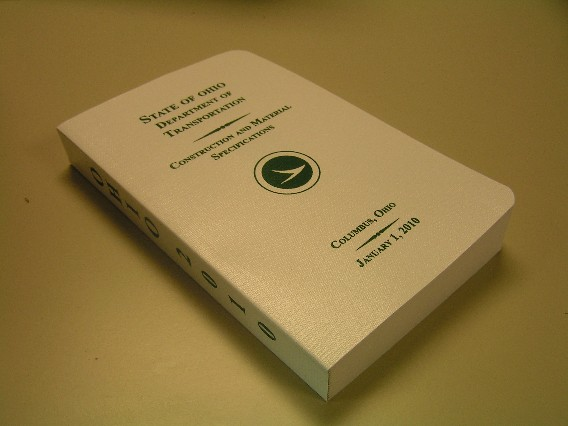 STATE OF OHIO
DEPARTMENT OF
TRANSPORTATION
CONSTRUCTION AND MATERIAL
SPECIFICATIONS
COLUMBUS, OHIO
JANUARY 1, 2010
OHIO 2010